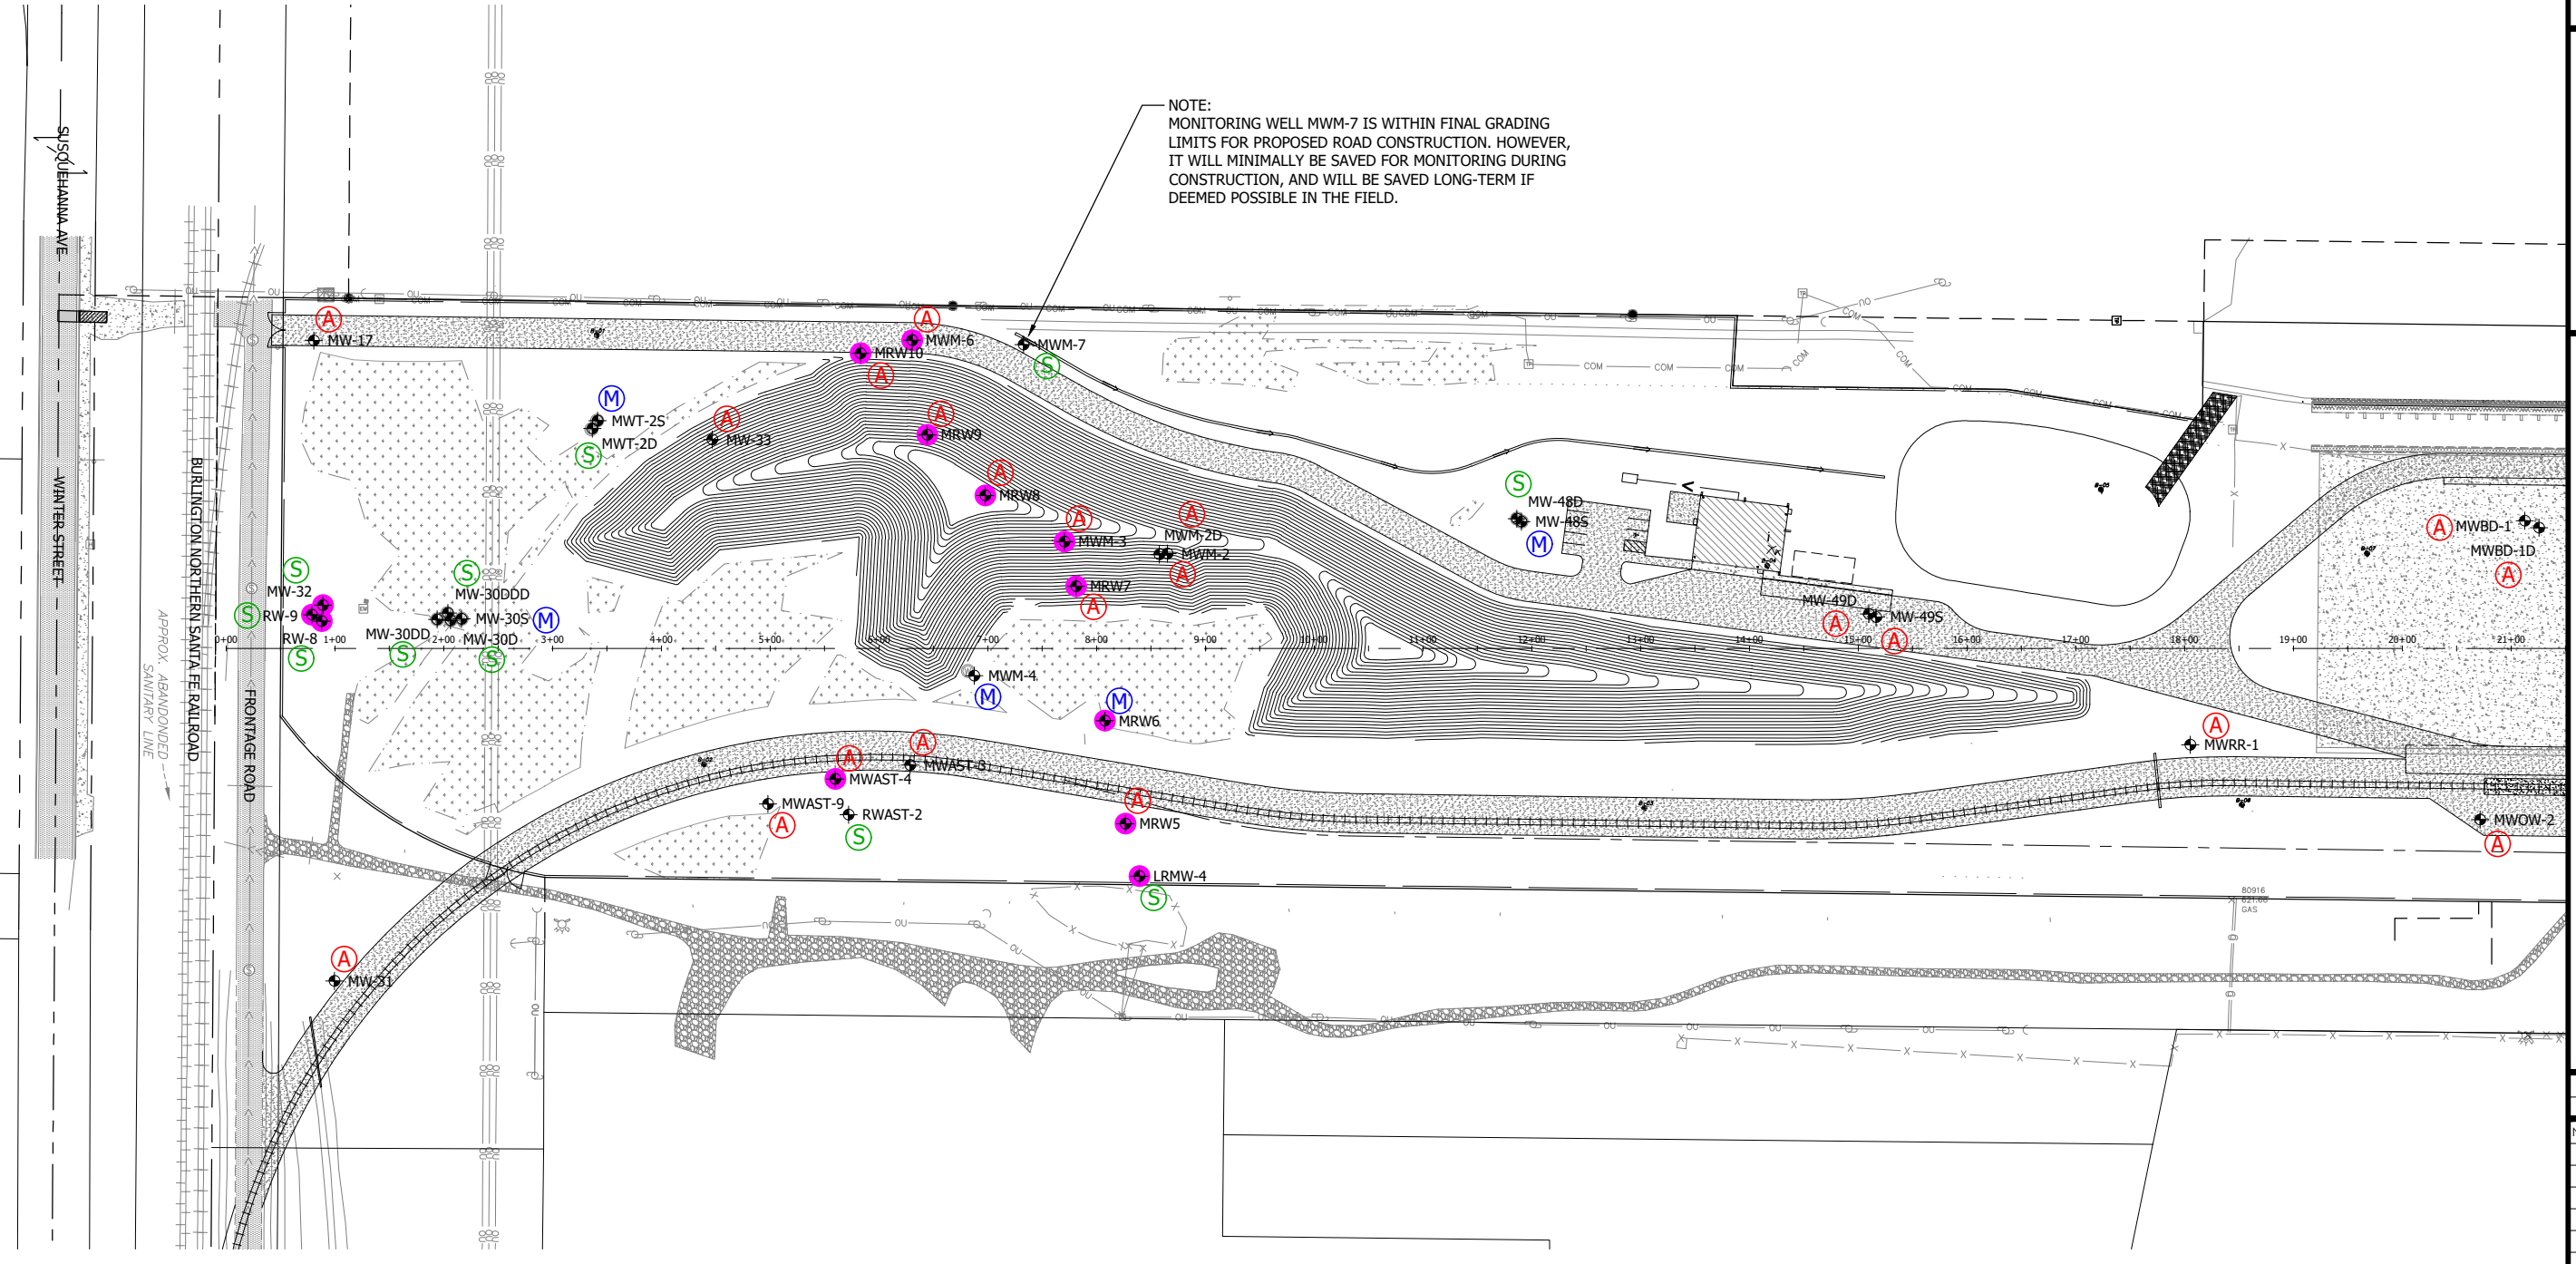 NOTE:
MONITORING WELL MWM-7 IS WITHIN FINAL GRADING
LIMITS FOR PROPOSED ROAD CONSTRUCTION. HOWEVER,
IT WILL MINIMALLY BE SAVED FOR MONITORING DURING
CONSTRUCTION, AND WILL BE SAVED LONG-TERM IF
DEEMED POSSIBLE IN THE FIELD.
SUSQUEHANNA AVE
WINTER STREET
BURLINGTON NORTHERN SANTA FE RAILROAD
FRONTAGE ROAD
APPROX. ABANDONED
SANITARY LINE
A
MW-17
A
MWM-6
MRW10
A
MWM-7
S
M
MWT-2S
MWT-2D
S
A
MW-33
A
MRW9
A
MRW8
A
MWM-3
A
MWM-2D
MWM-2
A
MRW7
A
S
MW-48D
MW-48S
M
A
MWBD-1
MWBD-1D
A
S
MW-32
S
RW-9
RW-8
S
S
MW-30DDD
MW-30S
M
MW-30DD
S
MW-30D
S
MW-49D
A
MW-49S
A
0+00
1+00
2+00
3+00
4+00
5+00
6+00
7+00
8+00
9+00
10+00
11+00
12+00
13+00
14+00
15+00
16+00
17+00
18+00
19+00
20+00
21+00
MWM-4
M
M
MRW6
A
MWRR-1
A
MWAST-4
A
MWAST-3
MWAST-9
A
RWAST-2
S
A
MRW5
LRMW-4
S
MWOW-2
A
A
MW-31
80916
GAS